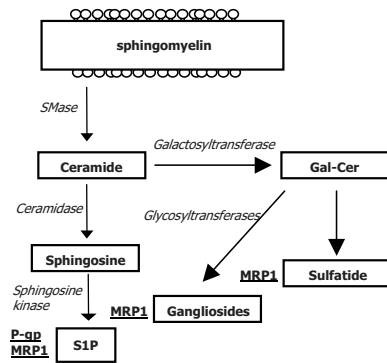 sphingomyelin
SMase
Galactosyltransferase
Ceramide
Gal-Cer
Ceramidase
Glycosyltransferases
Sphingosine
MRP1
Sulfatide
Sphingosine
kinase
MRP1
Gangliosides
P-gp
MRP1
S1P